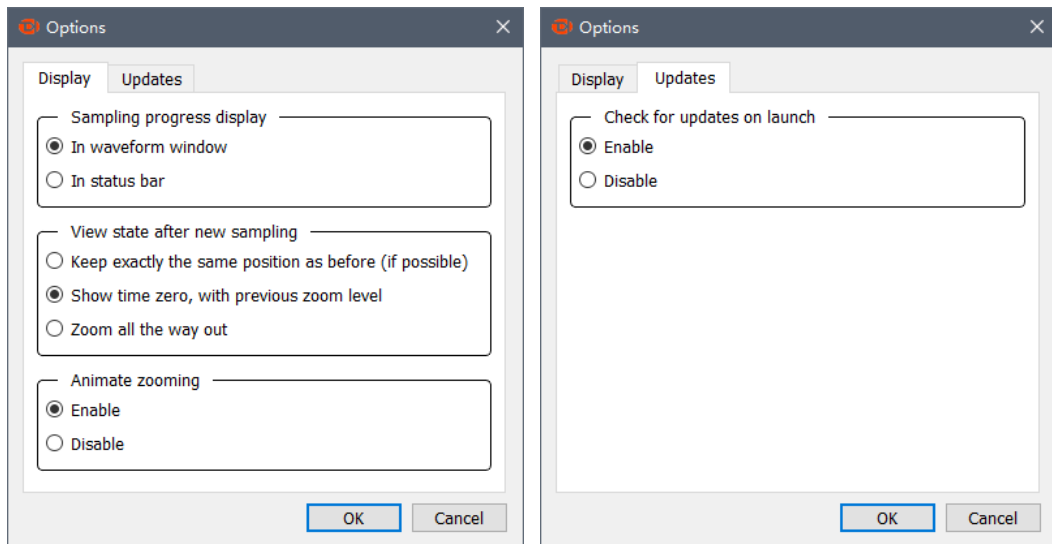 Options
Display Updates
Sampling progress display
In waveform window
In status bar
View state after new sampling
Keep exactly the same position as before (if possible)
Show time zero, with previous zoom level
Zoom all the way out
Animate zooming
Enable
Disable
OK Cancel
Options
Display Updates
Check for updates on launch
Enable
Disable
OK Cancel